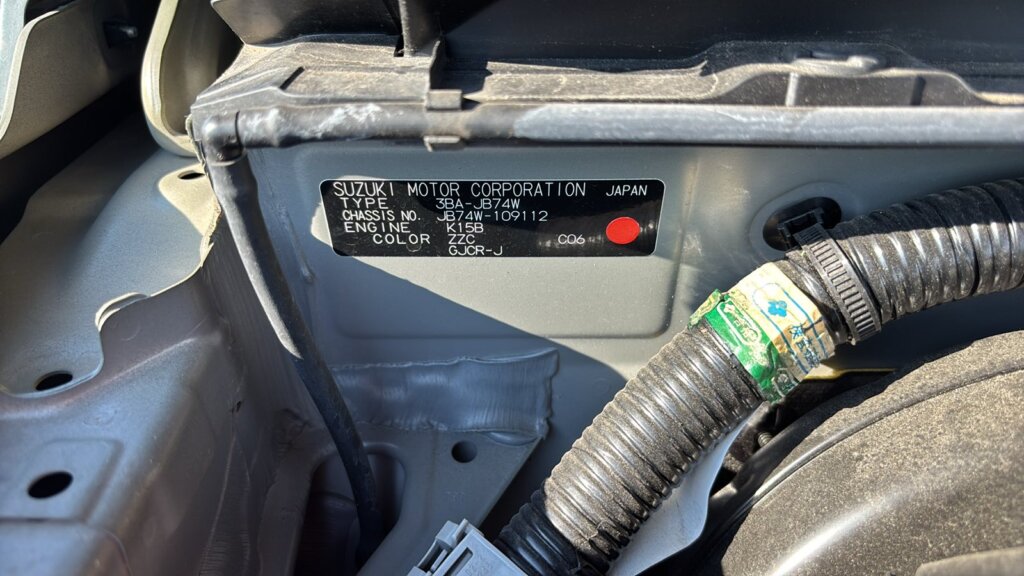 SUZUKI MOTOR CORPORATION JAPAN
TYPE 3BA-JB74W
CHASSIS NO. JB74W-109112
ENGINE K15B
COLOR ZZC C06
GJCR-J